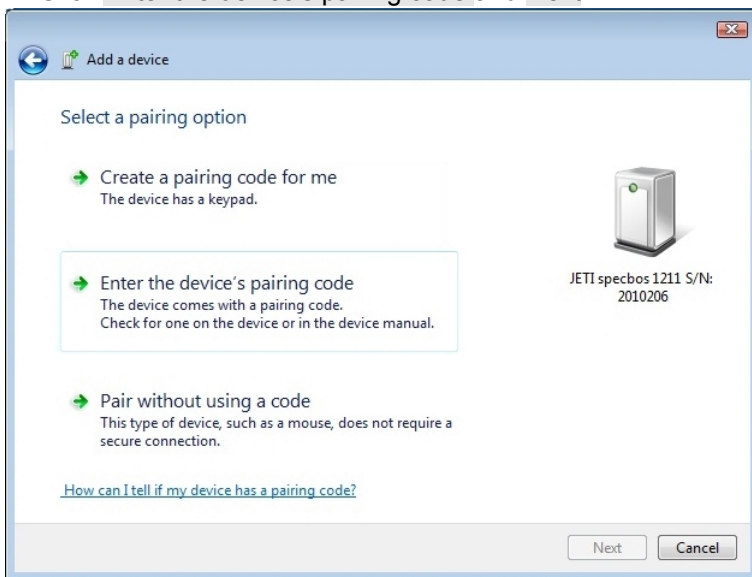 Add a device
Select a pairing option
Create a pairing code for me
The device has a keypad.
Enter the device's pairing code
The device comes with a pairing code.
Check for one on the device or in the device manual.
Pair without using a code
This type of device, such as a mouse, does not require a
secure connection.
How can I tell if my device has a pairing code?
JETI specbos 1211 S/N:
2010206
Next
Cancel